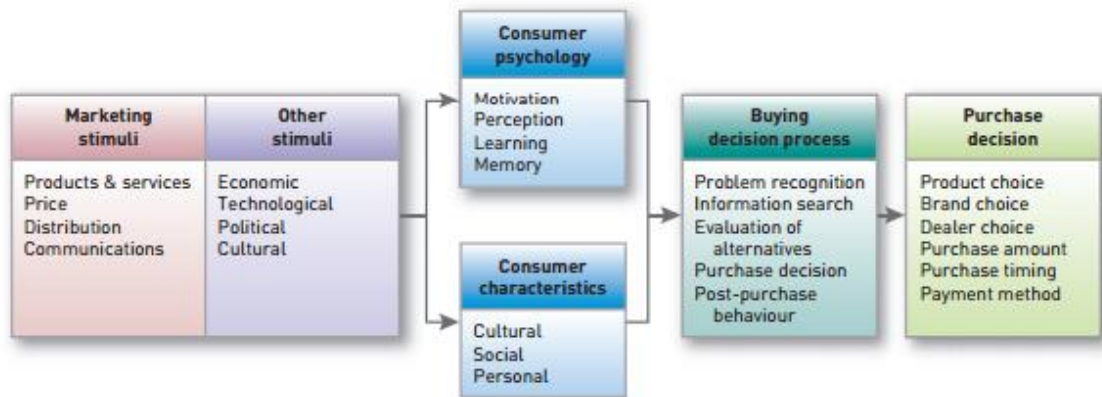 Marketing
stimuli
Products & services
Price
Distribution
Communications
Other
stimuli
Economic
Technological
Political
Cultural
Consumer
psychology
Motivation
Perception
Learning
Memory
Consumer
characteristics
Cultural
Social
Personal
Buying
decision process
Problem recognition
Information search
Evaluation of
alternatives
Purchase decision
Post-purchase
behaviour
Purchase
decision
Product choice
Brand choice
Dealer choice
Purchase amount
Purchase timing
Payment method